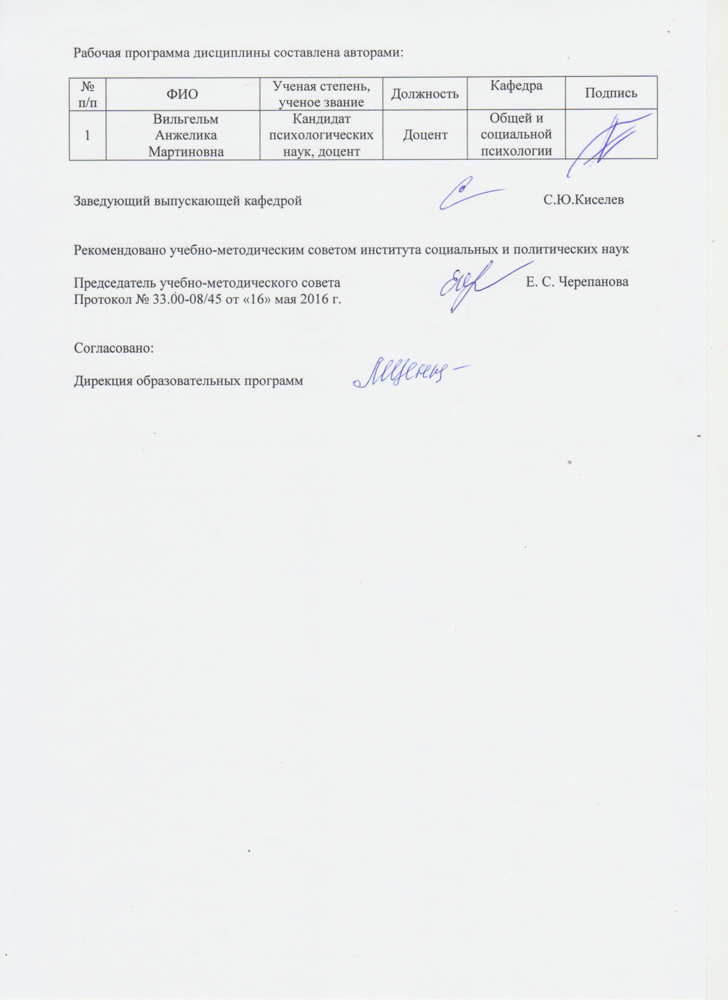 Рабочая программа дисциплины составлена авторами:
№ п/п ФИО Ученая степень, ученое звание Должность Кафедра Подпись
1 Вильгельм Анжелика Мартиновна Кандидат психологических наук, доцент Доцент Общей и социальной психологии
Заведующий выпускающей кафедрой С.Ю.Киселев
Рекомендовано учебно-методическим советом института социальных и политических наук
Председатель учебно-методического совета Е. С. Черепанова
Протокол № 33.00-08/45 от «16» мая 2016 г.
Согласовано:
Дирекция образовательных программ